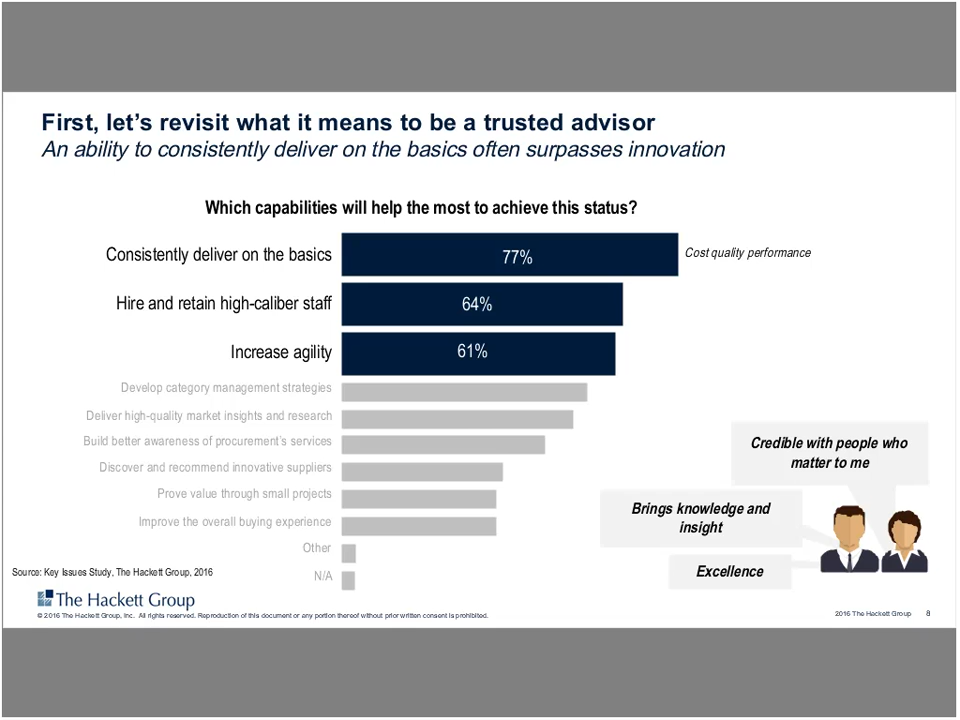 First, let’s revisit what it means to be a trusted advisor
An ability to consistently deliver on the basics often surpasses innovation
Which capabilities will help the most to achieve this status?
Consistently deliver on the basics
77%
Cost quality performance
Hire and retain high-caliber staff
64%
Increase agility
61%
Develop category management strategies
Deliver high-quality market insights and research
Build better awareness of procurement’s services
Discover and recommend innovative suppliers
Prove value through small projects
Improve the overall buying experience
Other
N/A
Credible with people who
matter to me
Brings knowledge and
insight
Excellence
Source: Key Issues Study, The Hackett Group, 2016
The Hackett Group
© 2016 The Hackett Group, Inc. All rights reserved. Reproduction of this document or any portion thereof without prior written consent is prohibited.
2016 The Hackett Group 8